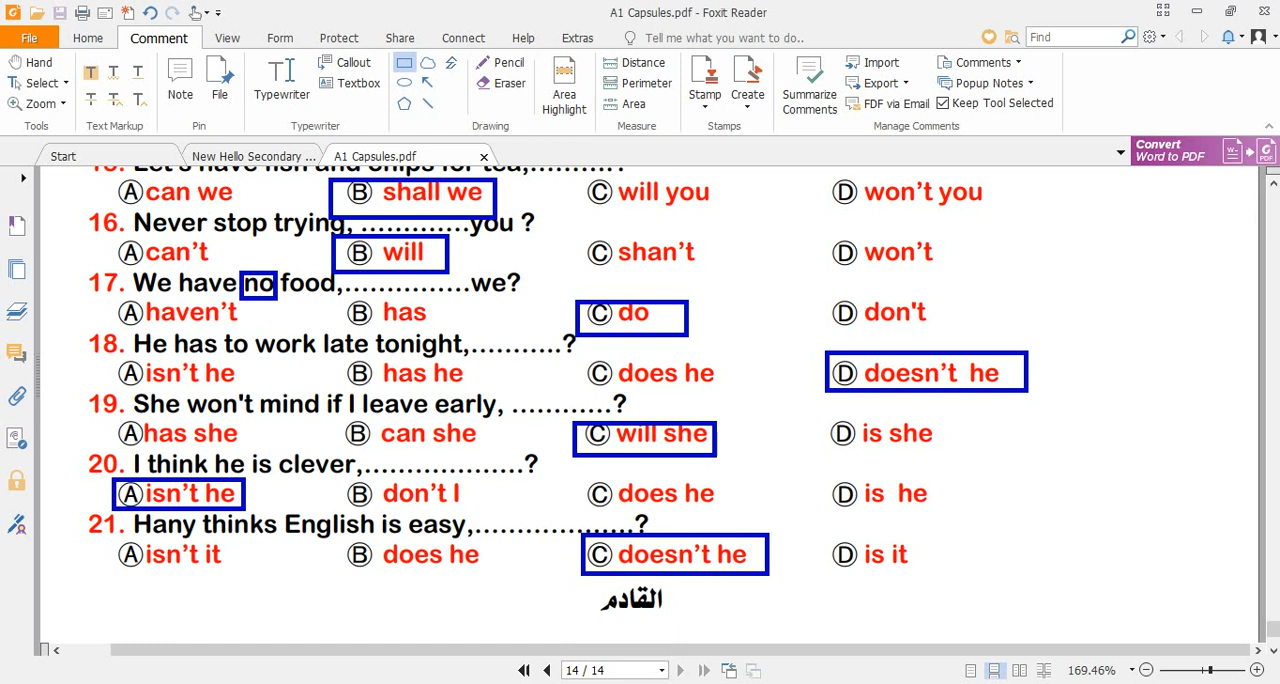 A1 Capsules.pdf - Foxit Reader
File Home Comment View Form Protect Share Connect Help Extras Tell me what you want to do.. Find
Hand
Select
Zoom
Tools
Text Markup
Note
File
Pin
Typewriter
Callout
Textbox
Typewriter
Pencil
Eraser
Drawing
Area Highlight
Distance
Perimeter
Area
Measure
Stamp
Create
Stamps
Summarize Comments
Import
Export
FDF via Email
Comments
Popup Notes
Keep Tool Selected
Manage Comments
Start New Hello Secondary ... A1 Capsules.pdf
Convert
Word to PDF
15. Let's have fish and chips for tea,...........?
A can we B shall we C will you D won’t you
16. Never stop trying, .............you ?
A can’t B will C shan’t D won’t
17. We have no food,...............we?
A haven’t B has C do D don't
18. He has to work late tonight,...........?
A isn’t he B has he C does he D doesn’t he
19. She won't mind if I leave early, ............?
A has she B can she C will she D is she
20. I think he is clever,...................?
A isn’t he B don’t I C does he D is he
21. Hany thinks English is easy,...................?
A isn’t it B does he C doesn’t he D is it
القادم
14 / 14 169.46%